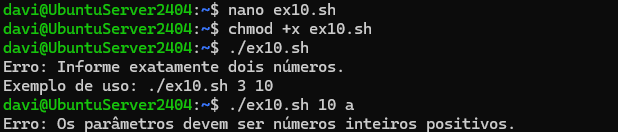 davi@UbuntuServer2404:~$ nano ex10.sh
davi@UbuntuServer2404:~$ chmod +x ex10.sh
davi@UbuntuServer2404:~$ ./ex10.sh
Erro: Informe exatamente dois números.
Exemplo de uso: ./ex10.sh 3 10
davi@UbuntuServer2404:~$ ./ex10.sh 10 a
Erro: Os parâmetros devem ser números inteiros positivos.